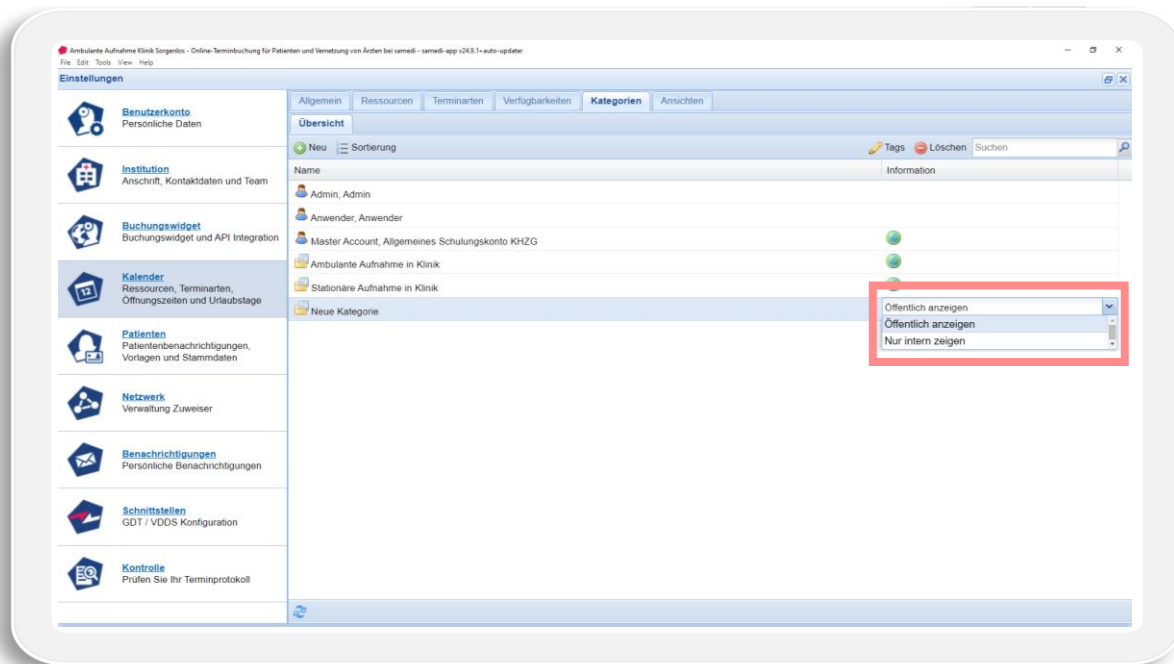 Ambulante Aufnahme Klinik Sorgenlos - Online-Terminbuchung für Patienten und Vernetzung von Ärzten bei samedi - samedi-app v24.9.1+auto-updater
File Edit Tools View Help
Einstellungen
Benutzerkonto
Persönliche Daten
Institution
Anschrift, Kontaktdaten und Team
Buchungswidget
Buchungswidget und API Integration
Kalender
Ressourcen, Terminarten,
Öffnungszeiten und Urlaubstage
Patienten
Patientenbenachrichtigungen,
Vorlagen und Stammdaten
Netzwerk
Verwaltung Zuweiser
Benachrichtigungen
Persönliche Benachrichtigungen
Schnittstellen
GDT / VDDS Konfiguration
Kontrolle
Prüfen Sie Ihr Terminprotokoll
Allgemein Ressourcen Terminarten Verfügbarkeiten Kategorien Ansichten
Übersicht
Neu Sortierung Tags Löschen Suchen
Name Information
Admin, Admin
Anwender, Anwender
Master Account, Allgemeines Schulungskonto KHZG
Ambulante Aufnahme in Klinik
Stationäre Aufnahme in Klinik
Neue Kategorie Öffentlich anzeigen
Öffentlich anzeigen
Nur intern zeigen
12